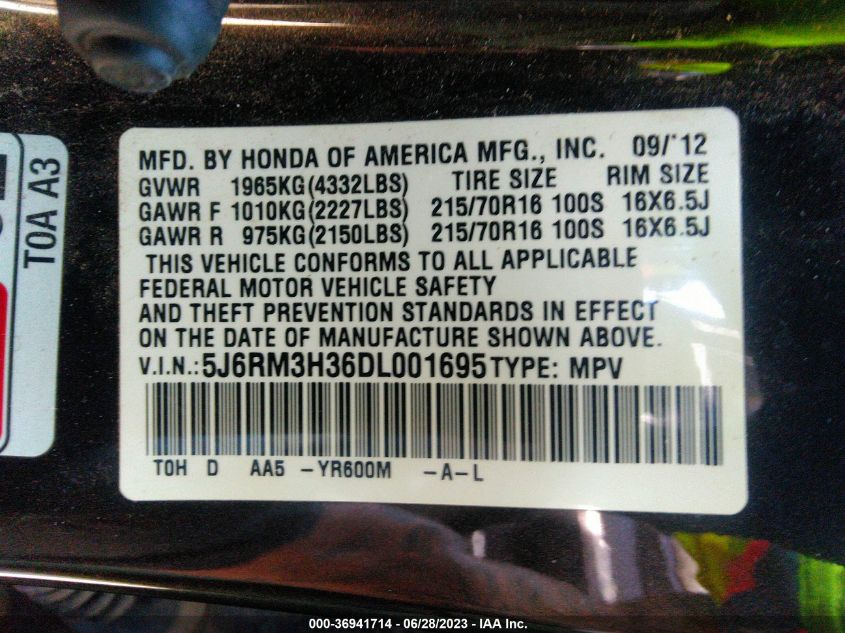 T0A A3
MFD. BY HONDA OF AMERICA MFG., INC. 09/'12
GVWR 1965KG(4332LBS) TIRE SIZE RIM SIZE
GAWR F 1010KG(2227LBS) 215/70R16 100S 16X6.5J
GAWR R 975KG(2150LBS) 215/70R16 100S 16X6.5J
THIS VEHICLE CONFORMS TO ALL APPLICABLE
FEDERAL MOTOR VEHICLE SAFETY
AND THEFT PREVENTION STANDARDS IN EFFECT
ON THE DATE OF MANUFACTURE SHOWN ABOVE.
V.I.N.:5J6RM3H36DL001695 TYPE: MPV
T0H D AA5 -YR600M -A-L
000-36941714 - 06/28/2023 - IAA Inc.